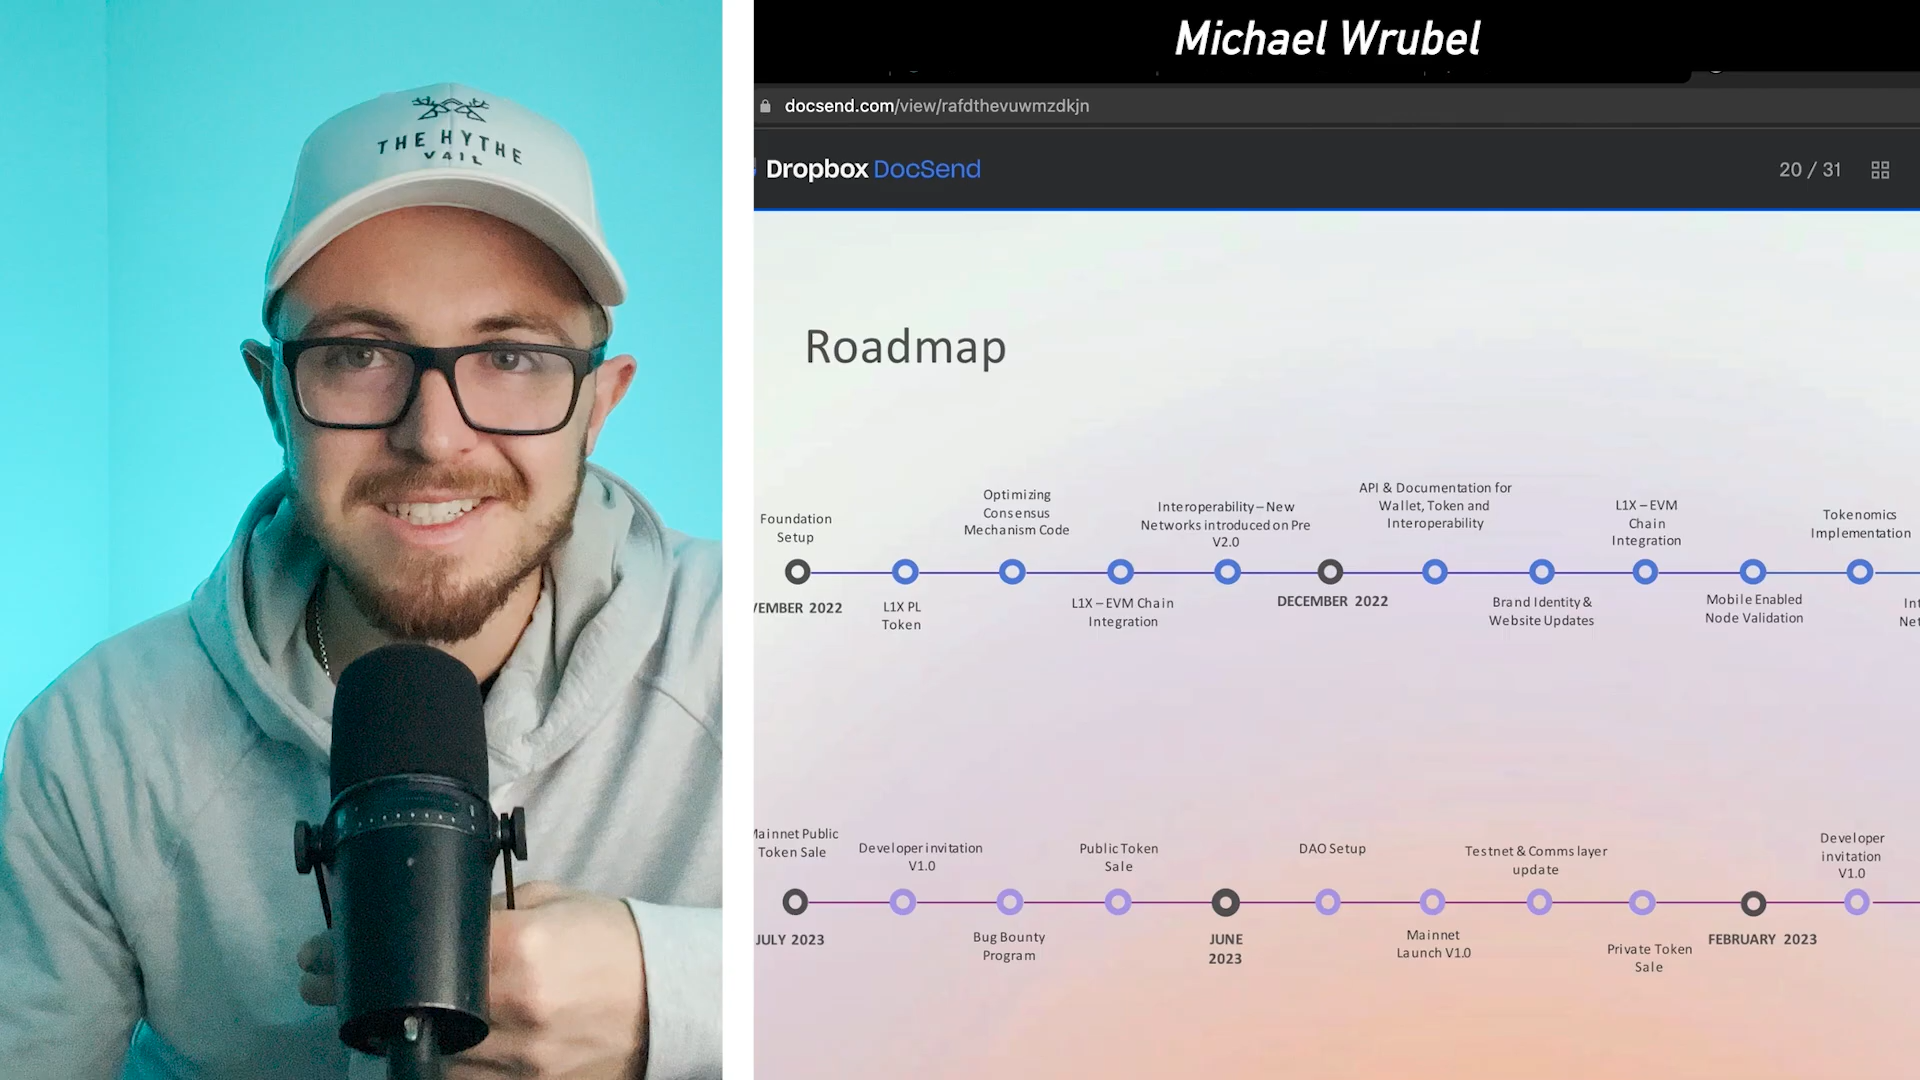 THE HYTHE
VAIL
Michael Wrubel
docsend.com/view/rafdthevuwmzdkjn
Dropbox DocSend
20 / 31
Roadmap
Foundation
Setup
VEMBER 2022
L1X PL
Token
Optimizing
Consensus
Mechanism Code
L1X – EVM Chain
Integration
Interoperability – New
Networks introduced on Pre
V2.0
DECEMBER 2022
API & Documentation for
Wallet, Token and
Interoperability
Brand Identity &
Website Updates
L1X – EVM
Chain
Integration
Mobile Enabled
Node Validation
Tokenomics
Implementation
Int
Net
Mainnet Public
Token Sale
JULY 2023
Developer invitation
V1.0
Bug Bounty
Program
Public Token
Sale
JUNE
2023
DAO Setup
Mainnet
Launch V1.0
Testnet & Comms layer
update
Private Token
Sale
FEBRUARY 2023
Developer
invitation
V1.0